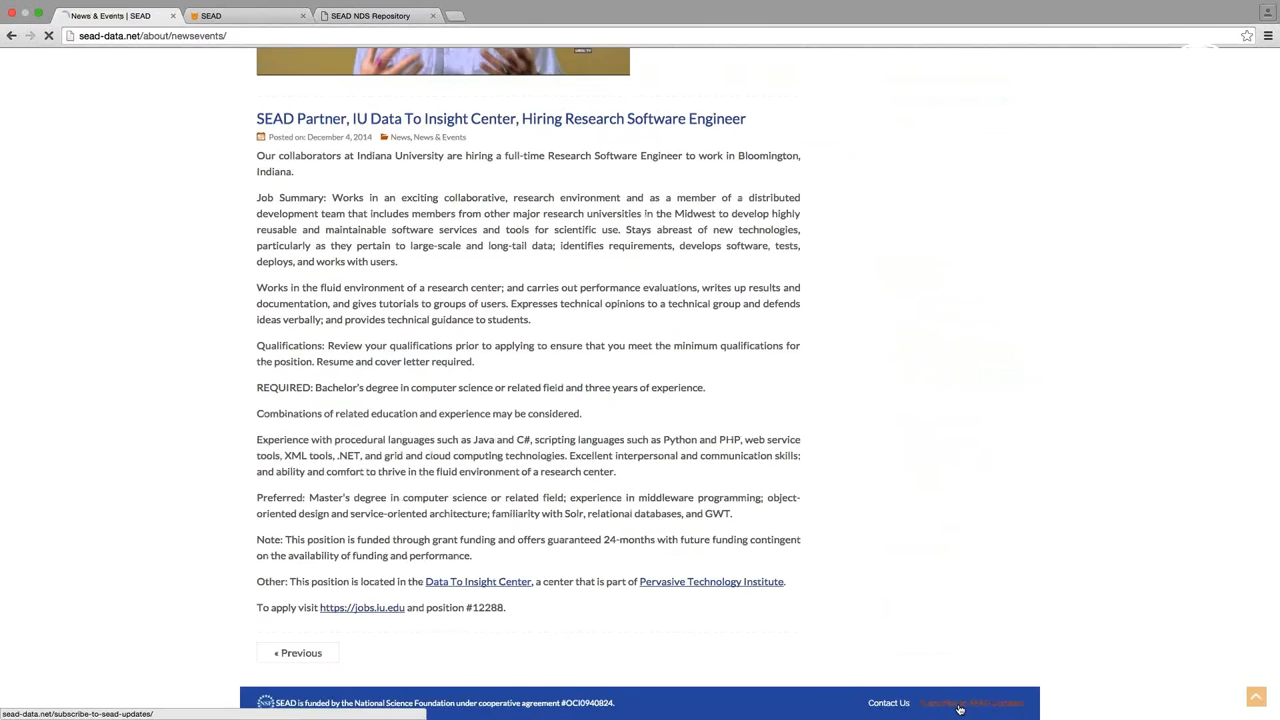 News & Events | SEAD
SEAD
SEAD NDS Repository
sead-data.net/about/newsevents/
SEAD Partner, IU Data To Insight Center, Hiring Research Software Engineer
Posted on: December 4, 2014 News, News & Events
Our collaborators at Indiana University are hiring a full-time Research Software Engineer to work in Bloomington,
Indiana.
Job Summary: Works in an exciting collaborative, research environment and as a member of a distributed
development team that includes members from other major research universities in the Midwest to develop highly
reusable and maintainable software services and tools for scientific use. Stays abreast of new technologies,
particularly as they pertain to large-scale and long-tail data; identifies requirements, develops software, tests,
deploys, and works with users.
Works in the fluid environment of a research center; and carries out performance evaluations, writes up results and
documentation, and gives tutorials to groups of users. Expresses technical opinions to a technical group and defends
ideas verbally; and provides technical guidance to students.
Qualifications: Review your qualifications prior to applying to ensure that you meet the minimum qualifications for
the position. Resume and cover letter required.
REQUIRED: Bachelor's degree in computer science or related field and three years of experience.
Combinations of related education and experience may be considered.
Experience with procedural languages such as Java and C#, scripting languages such as Python and PHP, web service
tools, XML tools, .NET, and grid and cloud computing technologies. Excellent interpersonal and communication skills;
and ability and comfort to thrive in the fluid environment of a research center.
Preferred: Master's degree in computer science or related field; experience in middleware programming; object-
oriented design and service-oriented architecture; familiarity with Solr, relational databases, and GWT.
Note: This position is funded through grant funding and offers guaranteed 24-months with future funding contingent
on the availability of funding and performance.
Other: This position is located in the Data To Insight Center, a center that is part of Pervasive Technology Institute.
To apply visit https://jobs.iu.edu and position #12288.
« Previous
SEAD is funded by the National Science Foundation under cooperative agreement #OCI0940824.
Contact Us
Subscribe to SEAD Updates
sead-data.net/subscribe-to-sead-updates/